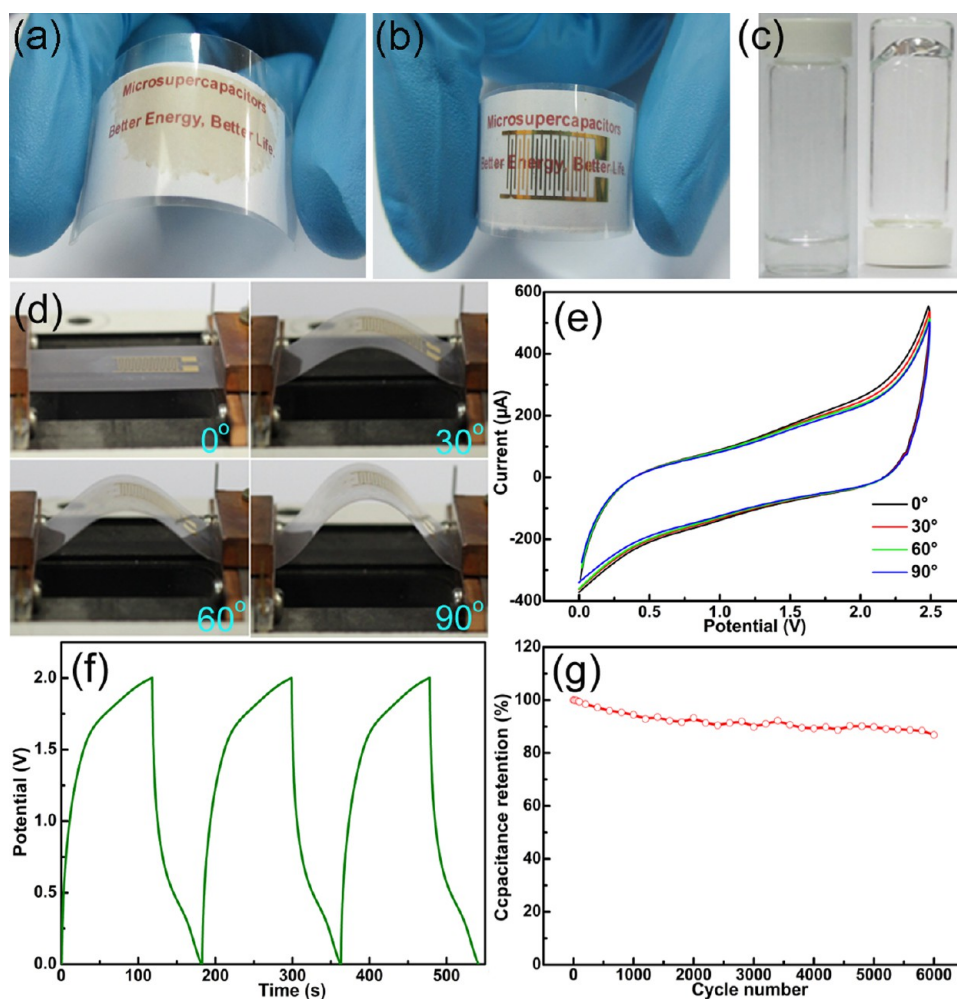 (a)
Microsupercapacitors
Better Energy, Better Life.
(b)
Microsupercapacitors
Better Energy, Better Life.
(c)
(d)
0°
30°
60°
90°
(e)
600
400
200
0
-200
-400
Current (µA)
0.0 0.5 1.0 1.5 2.0 2.5
Potential (V)
0°
30°
60°
90°
(f)
2.0
1.5
1.0
0.5
0.0
Potential (V)
0 100 200 300 400 500
Time (s)
(g)
120
100
80
60
40
20
0
Ccpacitance retention (%)
0 1000 2000 3000 4000 5000 6000
Cycle number